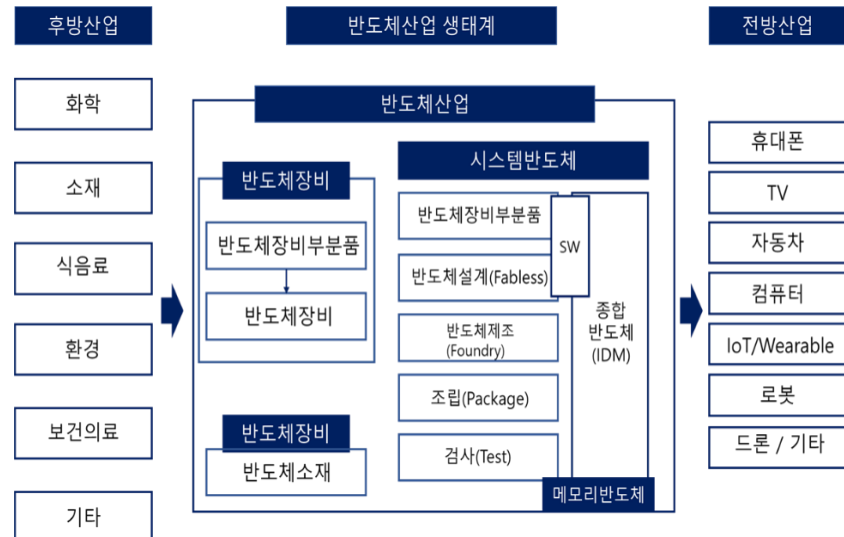 후방산업
반도체산업 생태계
전방산업
화학
소재
식음료
환경
보건의료
기타
반도체산업
반도체장비
반도체장비부분품
반도체장비
반도체장비
반도체소재
시스템반도체
반도체장비부분품
반도체설계(Fabless)
반도체제조
(Foundry)
조립(Package)
검사(Test)
SW
종합
반도체
(IDM)
메모리반도체
휴대폰
TV
자동차
컴퓨터
IoT/Wearable
로봇
드론 / 기타